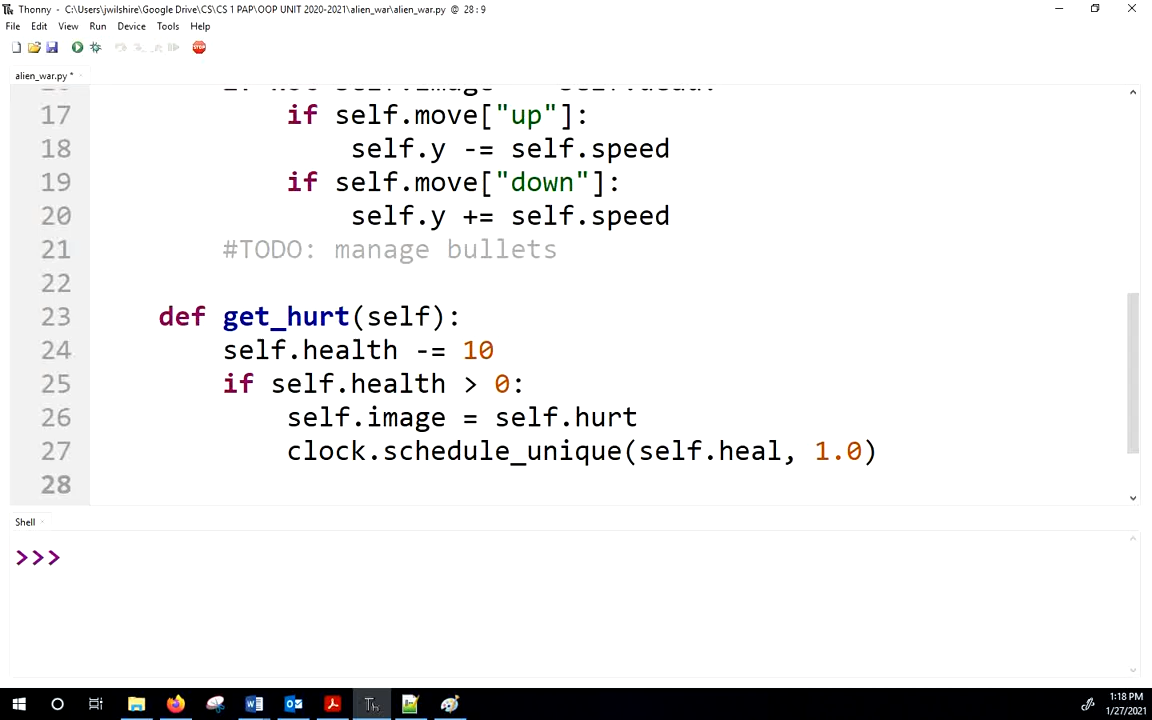 Thonny - C:\Users\jwilshire\Google Drive\CS\CS 1 PAP\OOP UNIT 2020-2021\alien_war\alien_war.py @ 28 : 9
File Edit View Run Device Tools Help
alien_war.py *
17 if self.move["up"]:
18 self.y -= self.speed
19 if self.move["down"]:
20 self.y += self.speed
21 #TODO: manage bullets
22
23 def get_hurt(self):
24 self.health -= 10
25 if self.health > 0:
26 self.image = self.hurt
27 clock.schedule_unique(self.heal, 1.0)
28
Shell
>>>
1:18 PM
1/27/2021